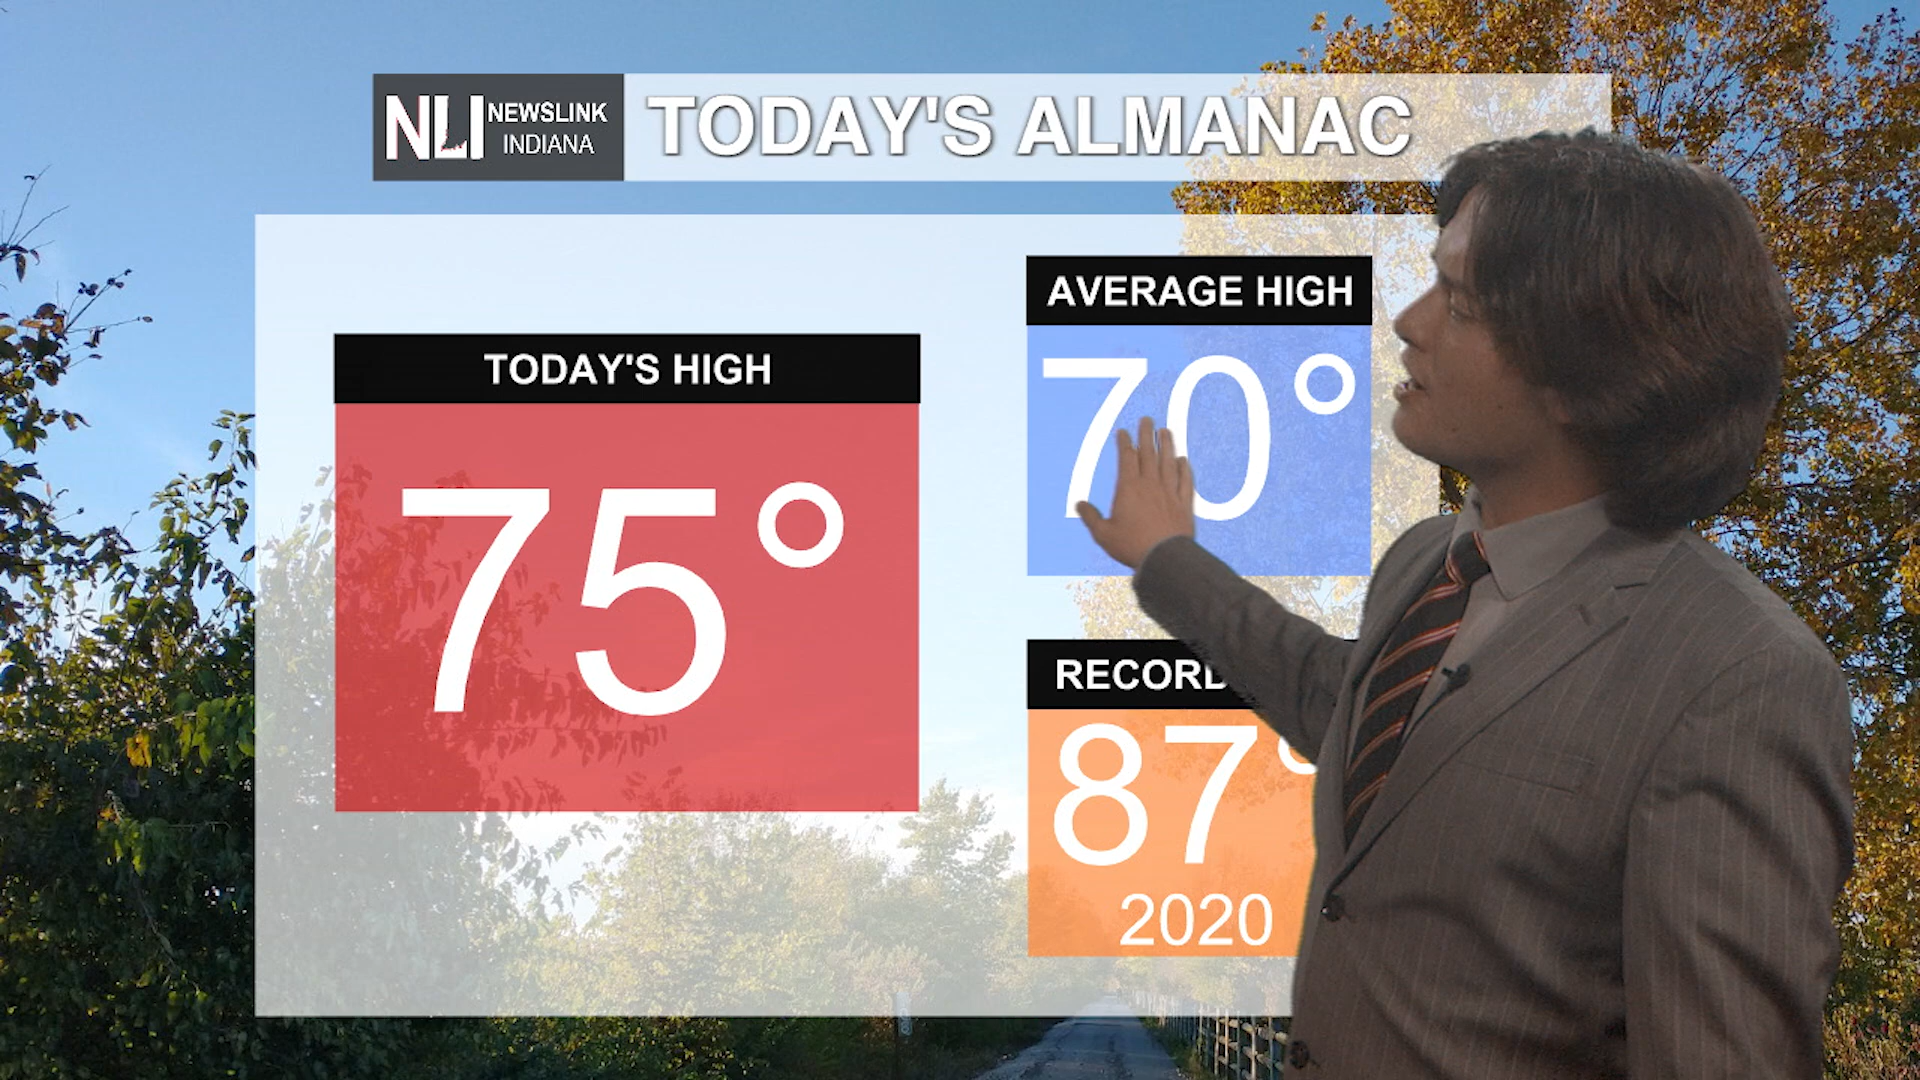 NLI NEWSLINK
INDIANA
TODAY'S ALMANAC
TODAY'S HIGH
75°
AVERAGE HIGH
70°
RECORD
87°
2020